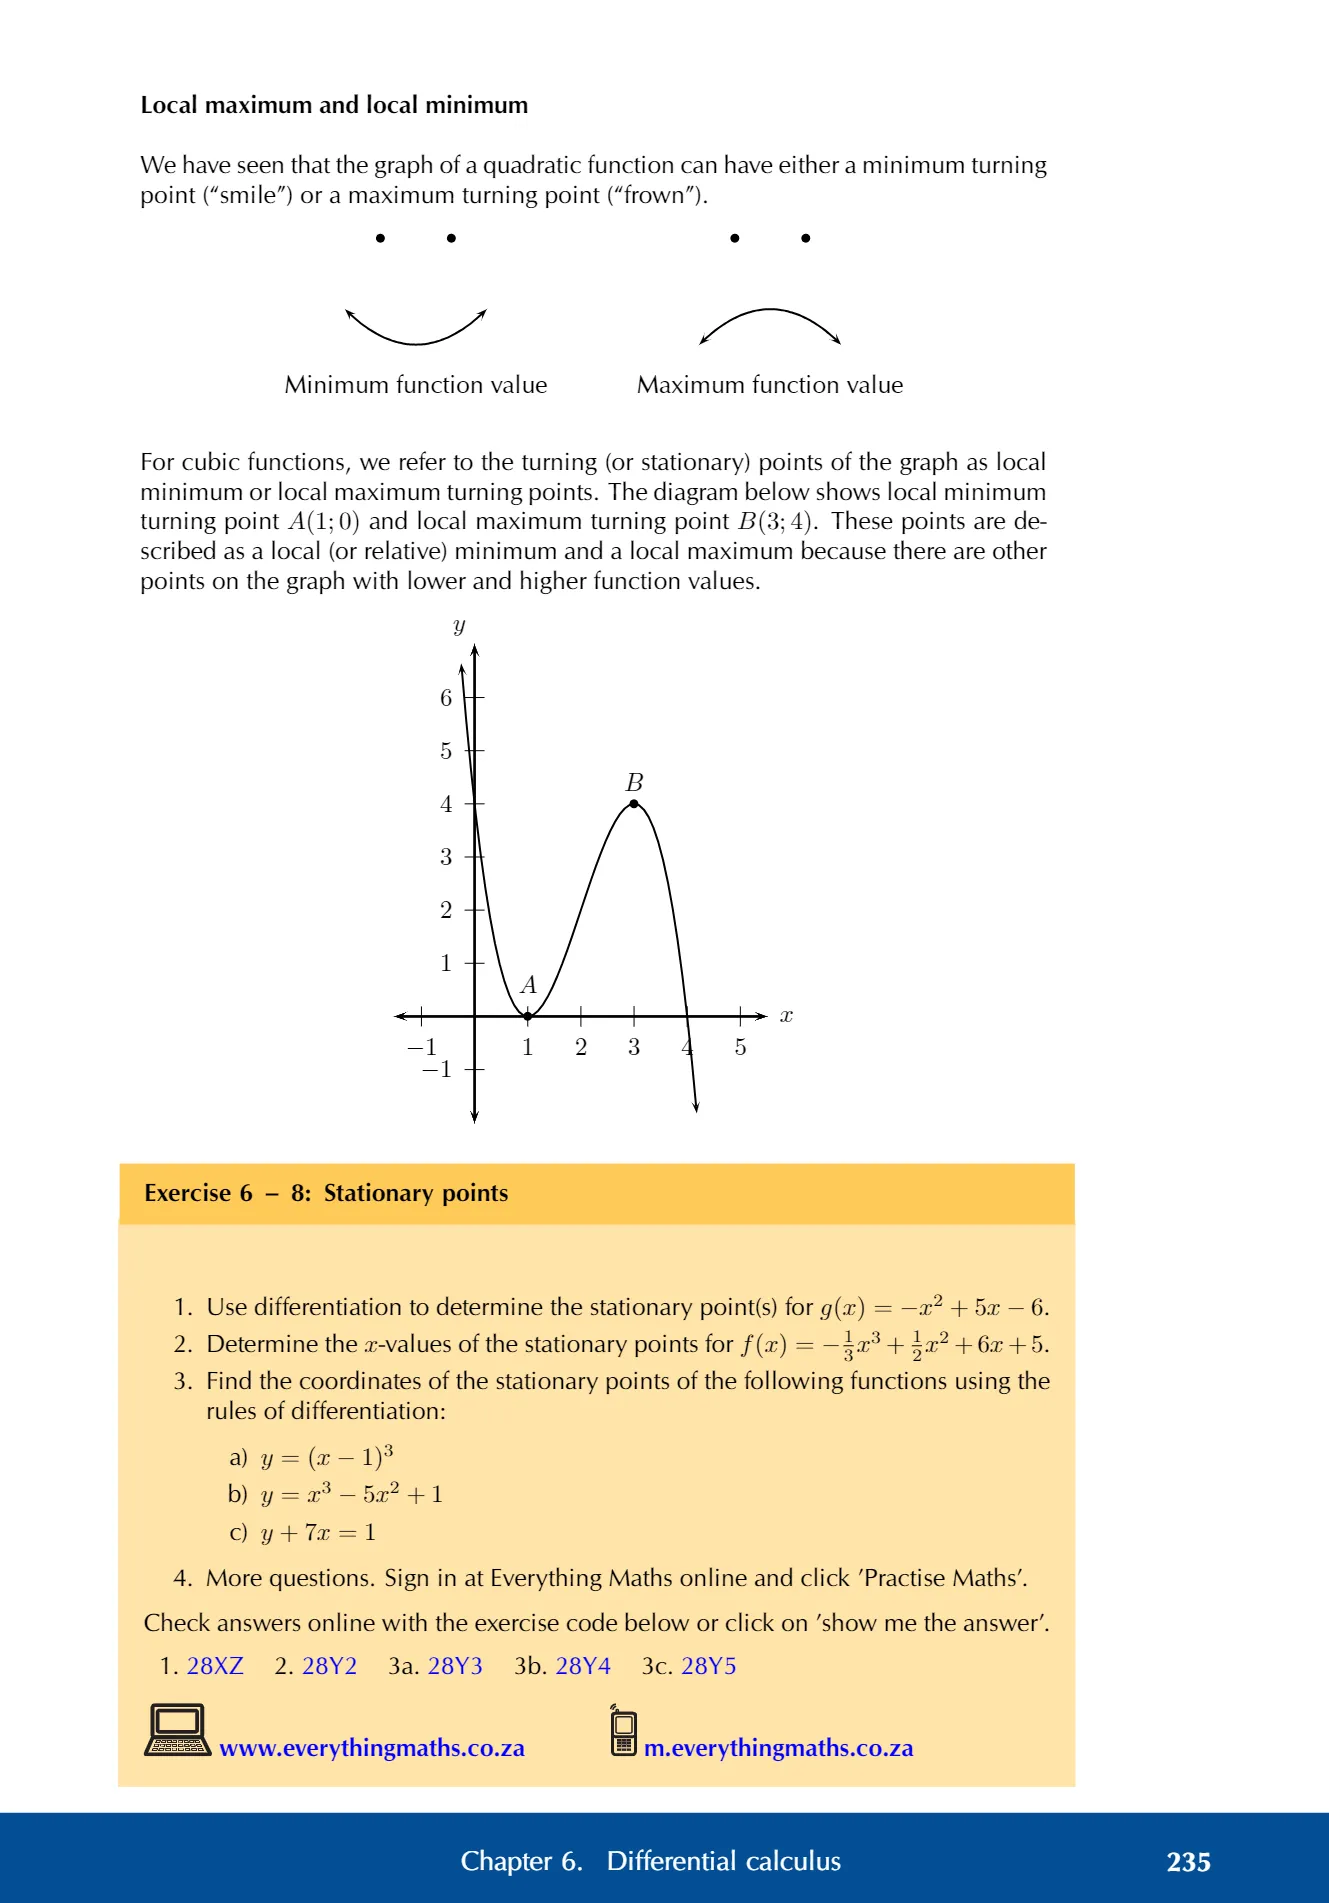 Local maximum and local minimum
We have seen that the graph of a quadratic function can have either a minimum turning
point (“smile”) or a maximum turning point (“frown”).
Minimum function value Maximum function value
For cubic functions, we refer to the turning (or stationary) points of the graph as local
minimum or local maximum turning points. The diagram below shows local minimum
turning point A(1; 0) and local maximum turning point B(3; 4). These points are de-
scribed as a local (or relative) minimum and a local maximum because there are other
points on the graph with lower and higher function values.
y
6
5
B
4
3
2
1
A
x
−1 1 2 3 4 5
−1
Exercise 6 – 8: Stationary points
1. Use differentiation to determine the stationary point(s) for g(x) = −x² + 5x − 6.
2. Determine the x-values of the stationary points for f(x) = −⅓x³ + ½x² + 6x + 5.
3. Find the coordinates of the stationary points of the following functions using the
rules of differentiation:
a) y = (x − 1)³
b) y = x³ − 5x² + 1
c) y + 7x = 1
4. More questions. Sign in at Everything Maths online and click ’Practise Maths’.
Check answers online with the exercise code below or click on ’show me the answer’.
1. 28XZ 2. 28Y2 3a. 28Y3 3b. 28Y4 3c. 28Y5
www.everythingmaths.co.za m.everythingmaths.co.za
Chapter 6. Differential calculus 235